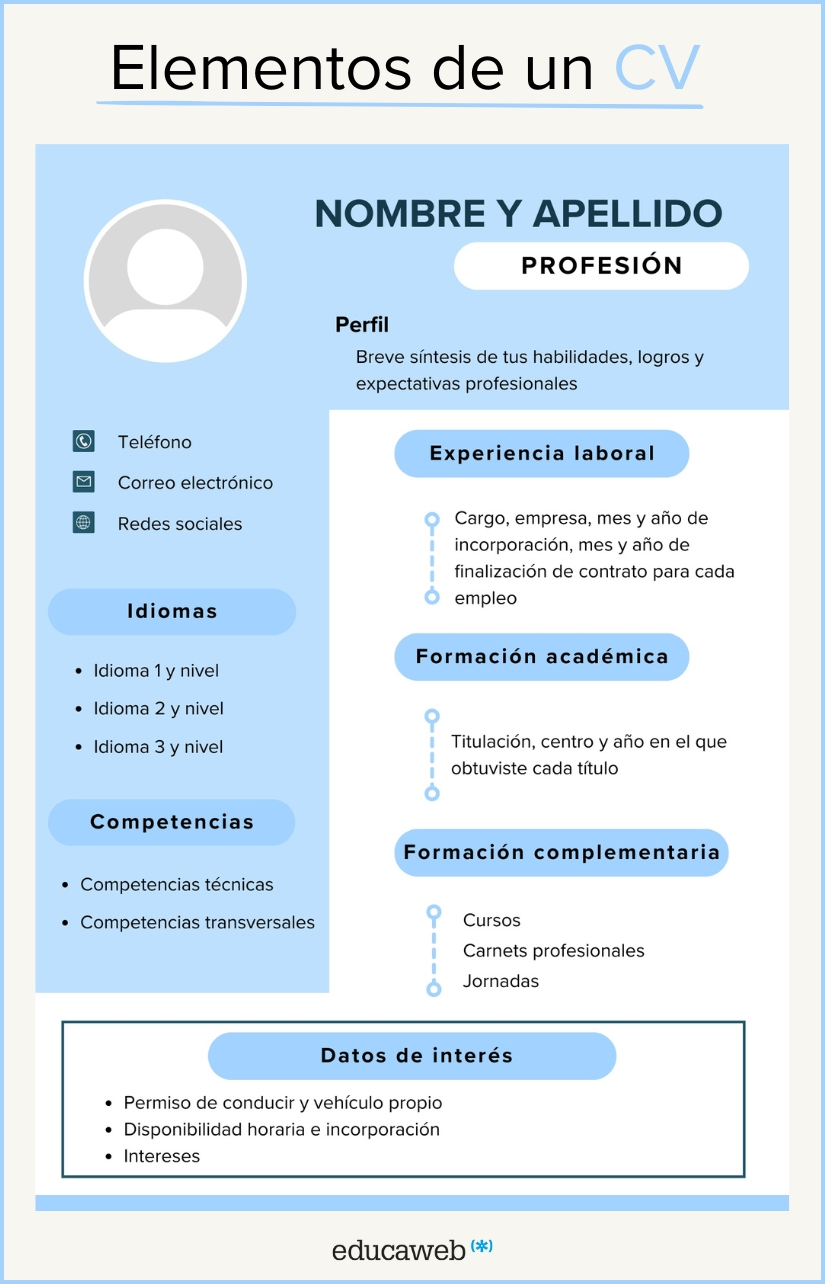 Elementos de un CV
NOMBRE Y APELLIDO
PROFESIÓN
Perfil
Breve síntesis de tus habilidades, logros y
expectativas profesionales
Teléfono
Correo electrónico
Redes sociales
Idiomas
Idioma 1 y nivel
Idioma 2 y nivel
Idioma 3 y nivel
Competencias
Competencias técnicas
Competencias transversales
Experiencia laboral
Cargo, empresa, mes y año de
incorporación, mes y año de
finalización de contrato para cada
empleo
Formación académica
Titulación, centro y año en el que
obtuviste cada título
Formación complementaria
Cursos
Carnets profesionales
Jornadas
Datos de interés
Permiso de conducir y vehículo propio
Disponibilidad horaria e incorporación
Intereses
educaweb(*)